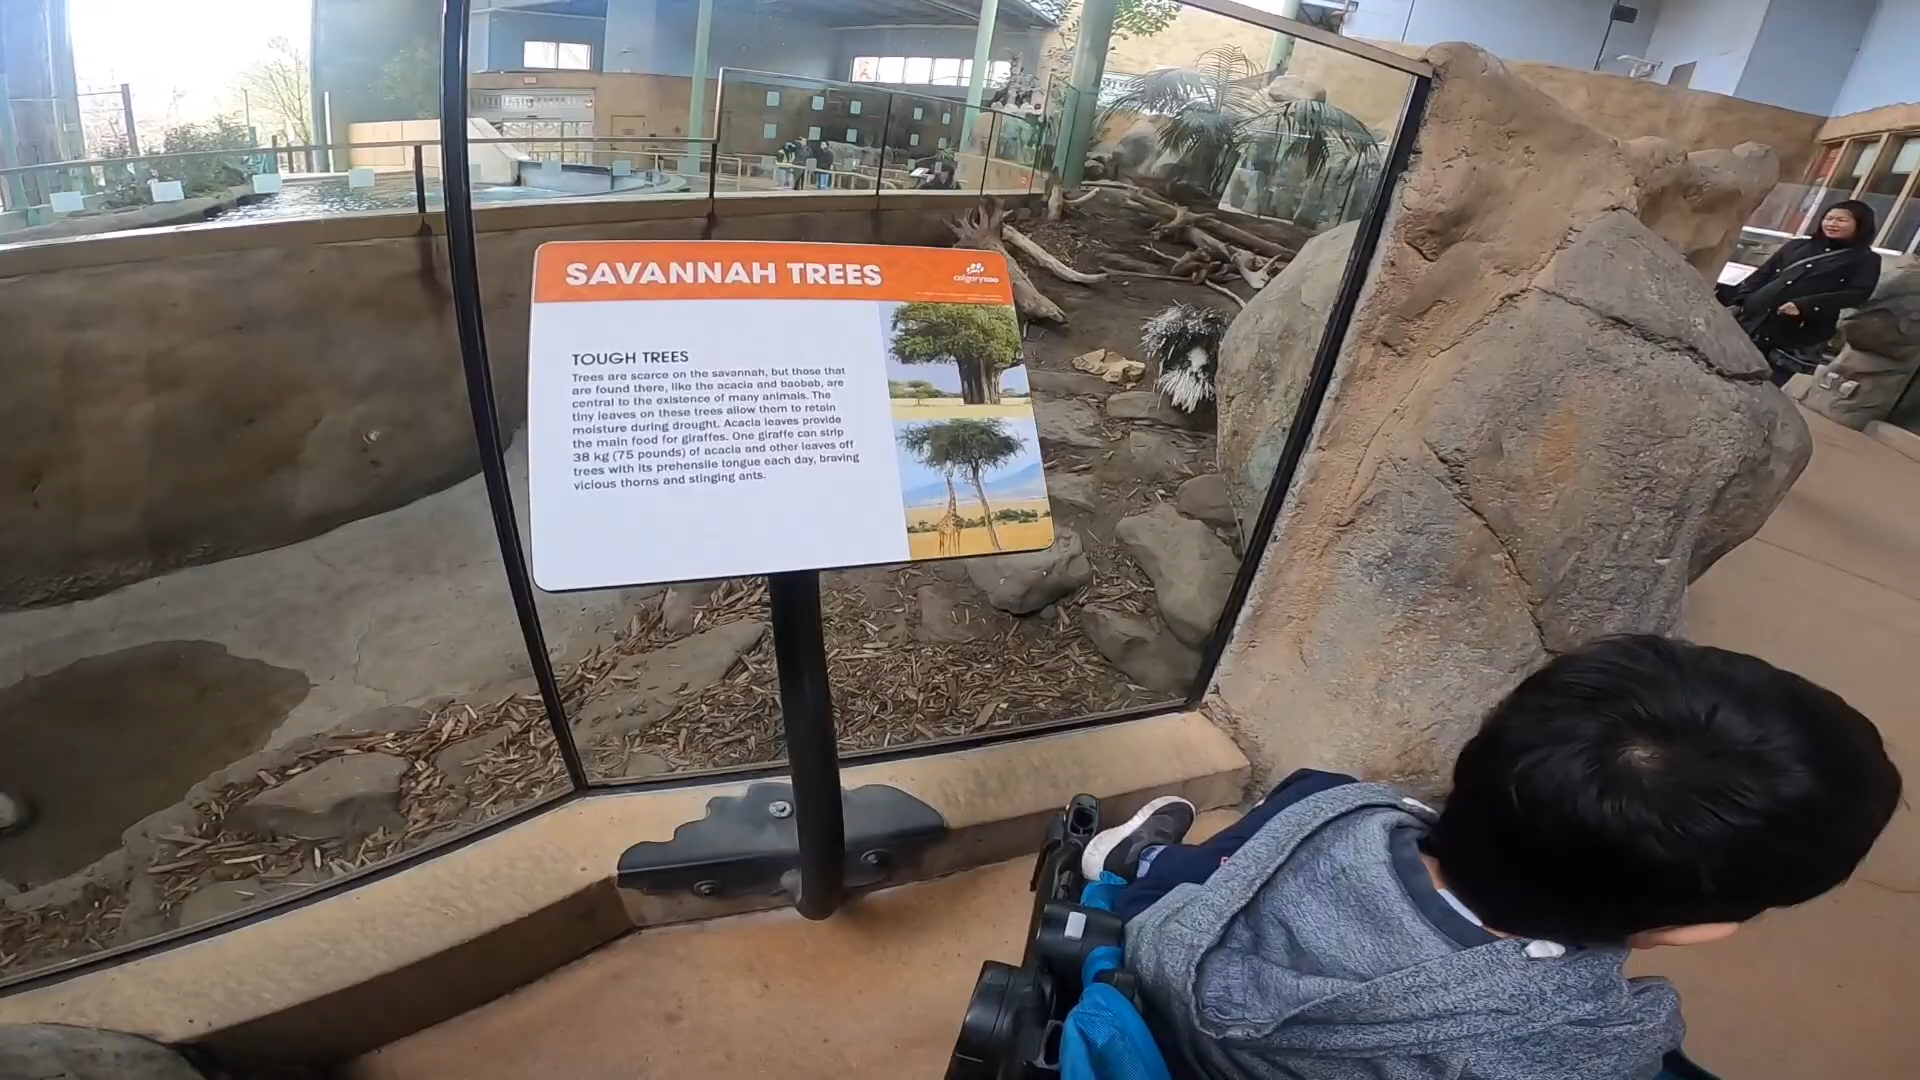 SAVANNAH TREES
calgaryzoo
TOUGH TREES
Trees are scarce on the savannah, but those that
are found there, like the acacia and baobab, are
central to the existence of many animals. The
tiny leaves on these trees allow them to retain
moisture during drought. Acacia leaves provide
the main food for giraffes. One giraffe can strip
38 kg (75 pounds) of acacia and other leaves off
trees with its prehensile tongue each day, braving
vicious thorns and stinging ants.